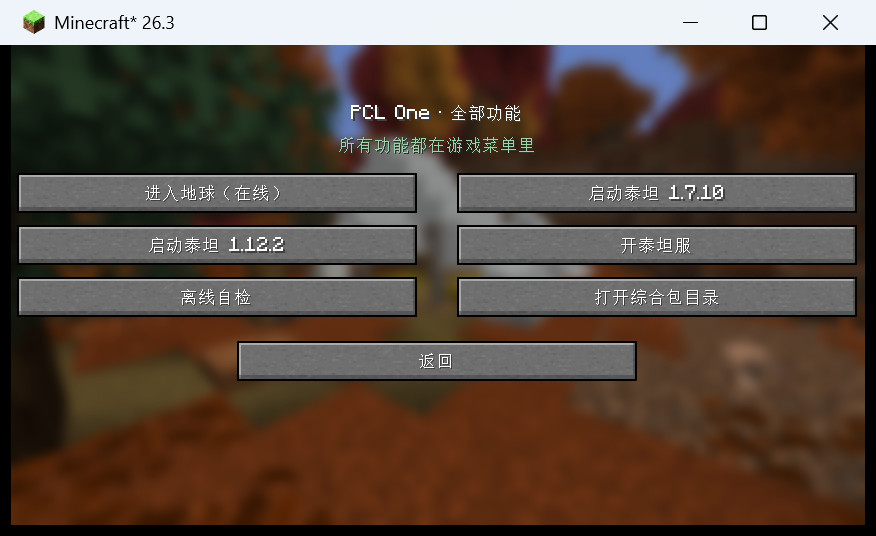 Minecraft* 26.3
PCL One · 全部功能
所有功能都在游戏菜单里
进入地球（在线）
启动泰坦 1.7.10
启动泰坦 1.12.2
开泰坦服
离线自检
打开综合包目录
返回